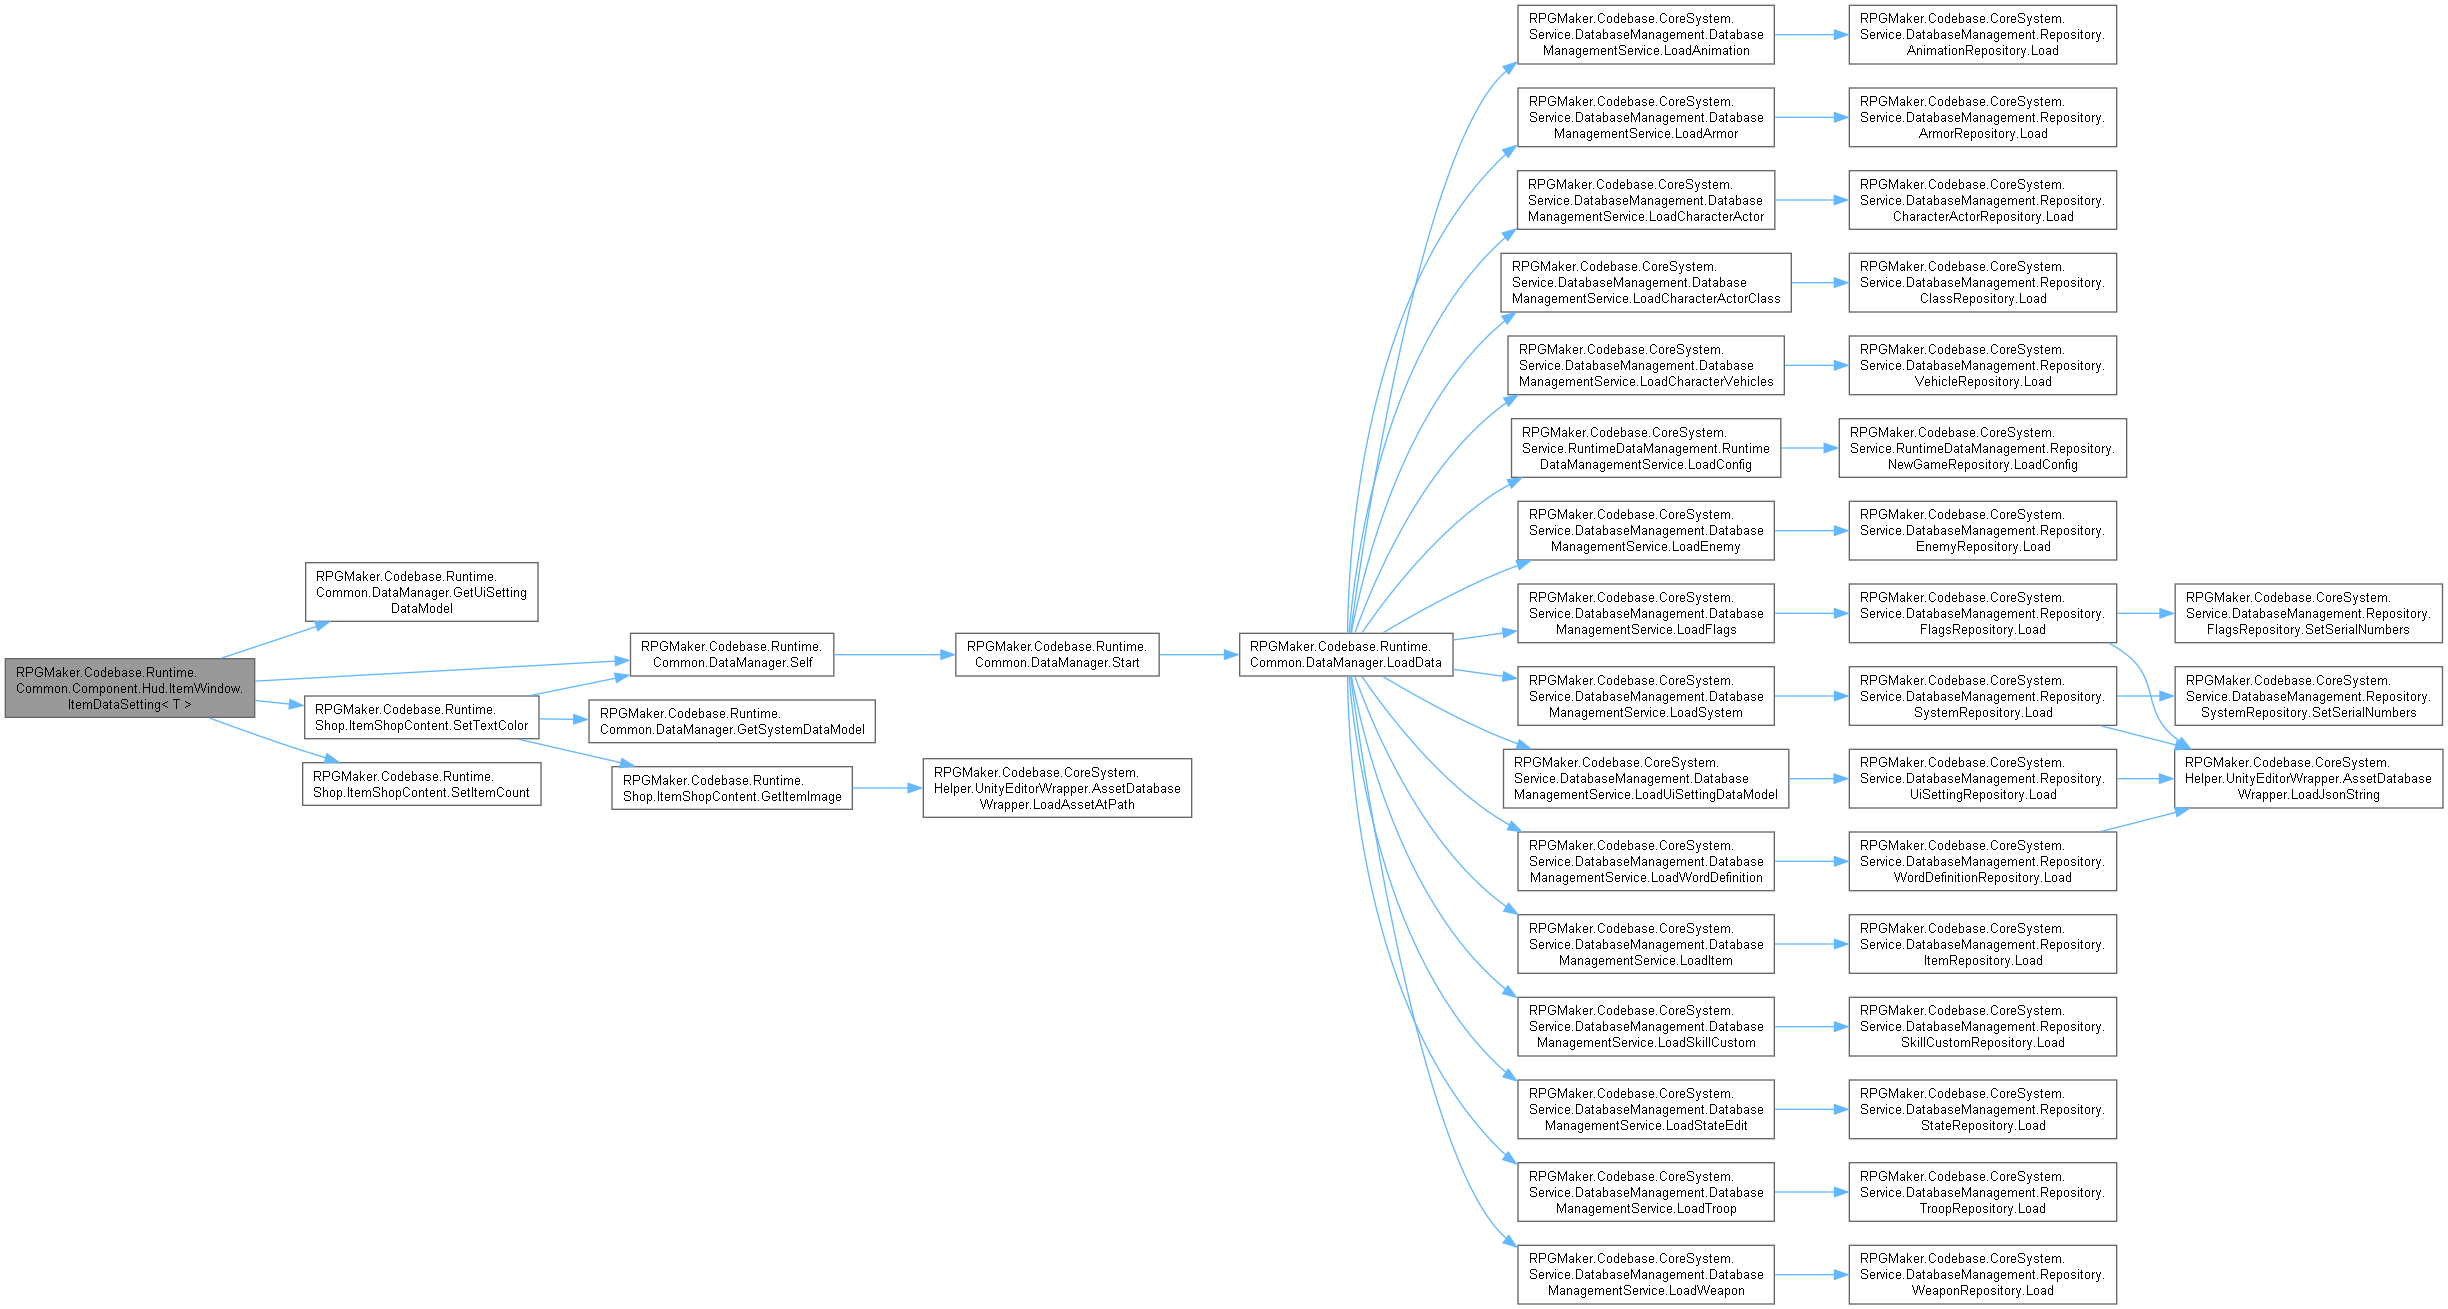 RPGMaker.Codebase.Runtime.
Common.Component.Hud.ItemWindow.
ItemDataSetting< T >
RPGMaker.Codebase.Runtime.
Common.DataManager.GetUiSetting
DataModel
RPGMaker.Codebase.Runtime.
Shop.ItemShopContent.SetTextColor
RPGMaker.Codebase.Runtime.
Shop.ItemShopContent.SetItemCount
RPGMaker.Codebase.Runtime.
Common.DataManager.Self
RPGMaker.Codebase.Runtime.
Common.DataManager.GetSystemDataModel
RPGMaker.Codebase.Runtime.
Shop.ItemShopContent.GetItemImage
RPGMaker.Codebase.Runtime.
Common.DataManager.Start
RPGMaker.Codebase.CoreSystem.
Helper.UnityEditorWrapper.AssetDatabase
Wrapper.LoadAssetAtPath
RPGMaker.Codebase.Runtime.
Common.DataManager.LoadData
RPGMaker.Codebase.CoreSystem.
Service.DatabaseManagement.Database
ManagementService.LoadAnimation
RPGMaker.Codebase.CoreSystem.
Service.DatabaseManagement.Repository.
AnimationRepository.Load
RPGMaker.Codebase.CoreSystem.
Service.DatabaseManagement.Database
ManagementService.LoadArmor
RPGMaker.Codebase.CoreSystem.
Service.DatabaseManagement.Repository.
ArmorRepository.Load
RPGMaker.Codebase.CoreSystem.
Service.DatabaseManagement.Database
ManagementService.LoadCharacterActor
RPGMaker.Codebase.CoreSystem.
Service.DatabaseManagement.Repository.
CharacterActorRepository.Load
RPGMaker.Codebase.CoreSystem.
Service.DatabaseManagement.Database
ManagementService.LoadCharacterActorClass
RPGMaker.Codebase.CoreSystem.
Service.DatabaseManagement.Repository.
ClassRepository.Load
RPGMaker.Codebase.CoreSystem.
Service.DatabaseManagement.Database
ManagementService.LoadCharacterVehicles
RPGMaker.Codebase.CoreSystem.
Service.DatabaseManagement.Repository.
VehicleRepository.Load
RPGMaker.Codebase.CoreSystem.
Service.RuntimeDataManagement.Runtime
DataManagementService.LoadConfig
RPGMaker.Codebase.CoreSystem.
Service.RuntimeDataManagement.Repository.
NewGameRepository.LoadConfig
RPGMaker.Codebase.CoreSystem.
Service.DatabaseManagement.Database
ManagementService.LoadEnemy
RPGMaker.Codebase.CoreSystem.
Service.DatabaseManagement.Repository.
EnemyRepository.Load
RPGMaker.Codebase.CoreSystem.
Service.DatabaseManagement.Database
ManagementService.LoadFlags
RPGMaker.Codebase.CoreSystem.
Service.DatabaseManagement.Repository.
FlagsRepository.Load
RPGMaker.Codebase.CoreSystem.
Service.DatabaseManagement.Repository.
FlagsRepository.SetSerialNumbers
RPGMaker.Codebase.CoreSystem.
Service.DatabaseManagement.Database
ManagementService.LoadSystem
RPGMaker.Codebase.CoreSystem.
Service.DatabaseManagement.Repository.
SystemRepository.Load
RPGMaker.Codebase.CoreSystem.
Service.DatabaseManagement.Repository.
SystemRepository.SetSerialNumbers
RPGMaker.Codebase.CoreSystem.
Service.DatabaseManagement.Database
ManagementService.LoadUiSettingDataModel
RPGMaker.Codebase.CoreSystem.
Service.DatabaseManagement.Repository.
UiSettingRepository.Load
RPGMaker.Codebase.CoreSystem.
Helper.UnityEditorWrapper.AssetDatabase
Wrapper.LoadJsonString
RPGMaker.Codebase.CoreSystem.
Service.DatabaseManagement.Database
ManagementService.LoadWordDefinition
RPGMaker.Codebase.CoreSystem.
Service.DatabaseManagement.Repository.
WordDefinitionRepository.Load
RPGMaker.Codebase.CoreSystem.
Service.DatabaseManagement.Database
ManagementService.LoadItem
RPGMaker.Codebase.CoreSystem.
Service.DatabaseManagement.Repository.
ItemRepository.Load
RPGMaker.Codebase.CoreSystem.
Service.DatabaseManagement.Database
ManagementService.LoadSkillCustom
RPGMaker.Codebase.CoreSystem.
Service.DatabaseManagement.Repository.
SkillCustomRepository.Load
RPGMaker.Codebase.CoreSystem.
Service.DatabaseManagement.Database
ManagementService.LoadStateEdit
RPGMaker.Codebase.CoreSystem.
Service.DatabaseManagement.Repository.
StateRepository.Load
RPGMaker.Codebase.CoreSystem.
Service.DatabaseManagement.Database
ManagementService.LoadTroop
RPGMaker.Codebase.CoreSystem.
Service.DatabaseManagement.Repository.
TroopRepository.Load
RPGMaker.Codebase.CoreSystem.
Service.DatabaseManagement.Database
ManagementService.LoadWeapon
RPGMaker.Codebase.CoreSystem.
Service.DatabaseManagement.Repository.
WeaponRepository.Load